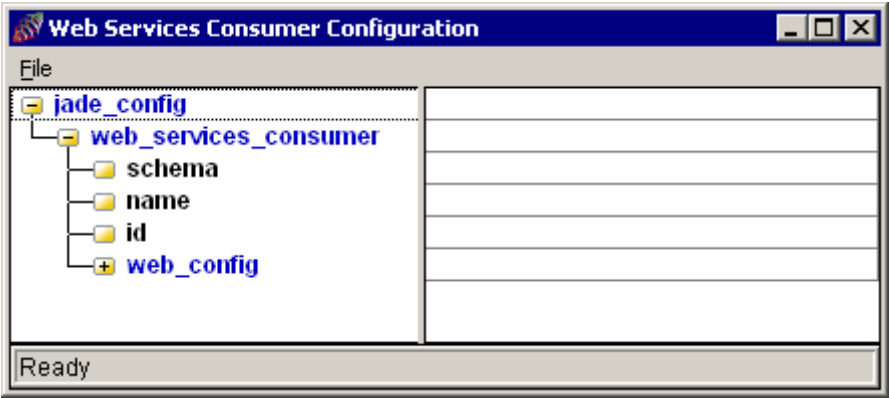 Web Services Consumer Configuration
File
jade_config
web_services_consumer
schema
name
id
web_config
Ready